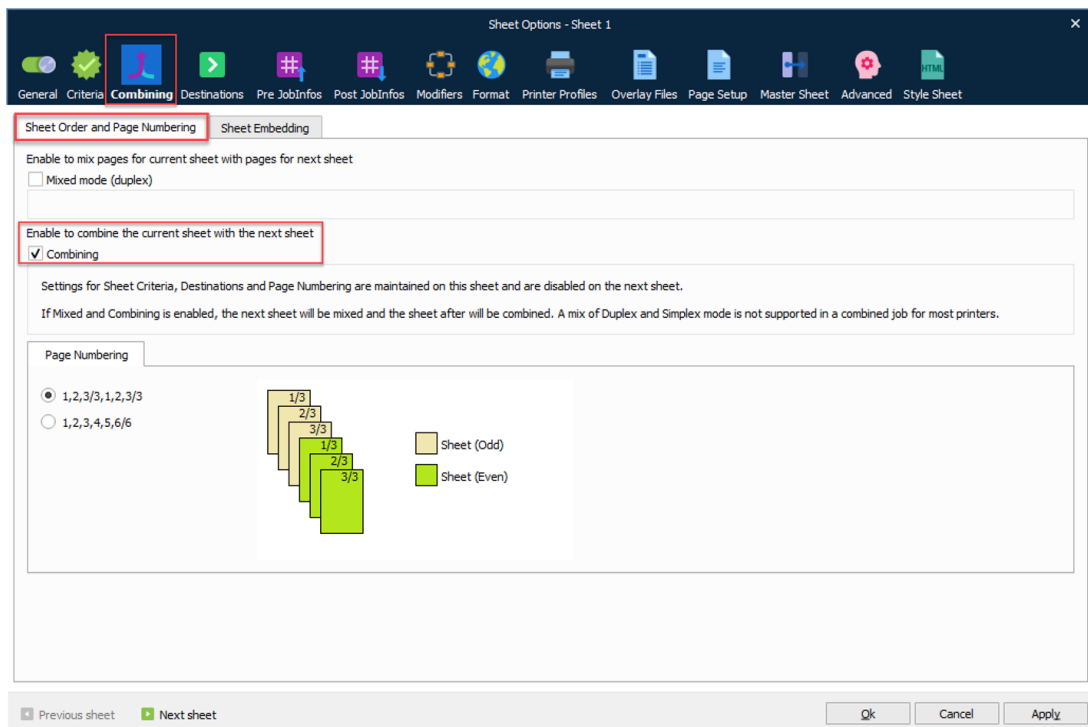 Sheet Options - Sheet 1
General Criteria Combining Destinations Pre JobInfos Post JobInfos Modifiers Format Printer Profiles Overlay Files Page Setup Master Sheet Advanced Style Sheet
HTML
Sheet Order and Page Numbering Sheet Embedding
Enable to mix pages for current sheet with pages for next sheet
Mixed mode (duplex)
Enable to combine the current sheet with the next sheet
Combining
Settings for Sheet Criteria, Destinations and Page Numbering are maintained on this sheet and are disabled on the next sheet.
If Mixed and Combining is enabled, the next sheet will be mixed and the sheet after will be combined. A mix of Duplex and Simplex mode is not supported in a combined job for most printers.
Page Numbering
1,2,3/3,1,2,3/3
1,2,3,4,5,6/6
1/3
2/3
3/3
1/3
2/3
3/3
Sheet (Odd)
Sheet (Even)
Previous sheet Next sheet Ok Cancel Apply